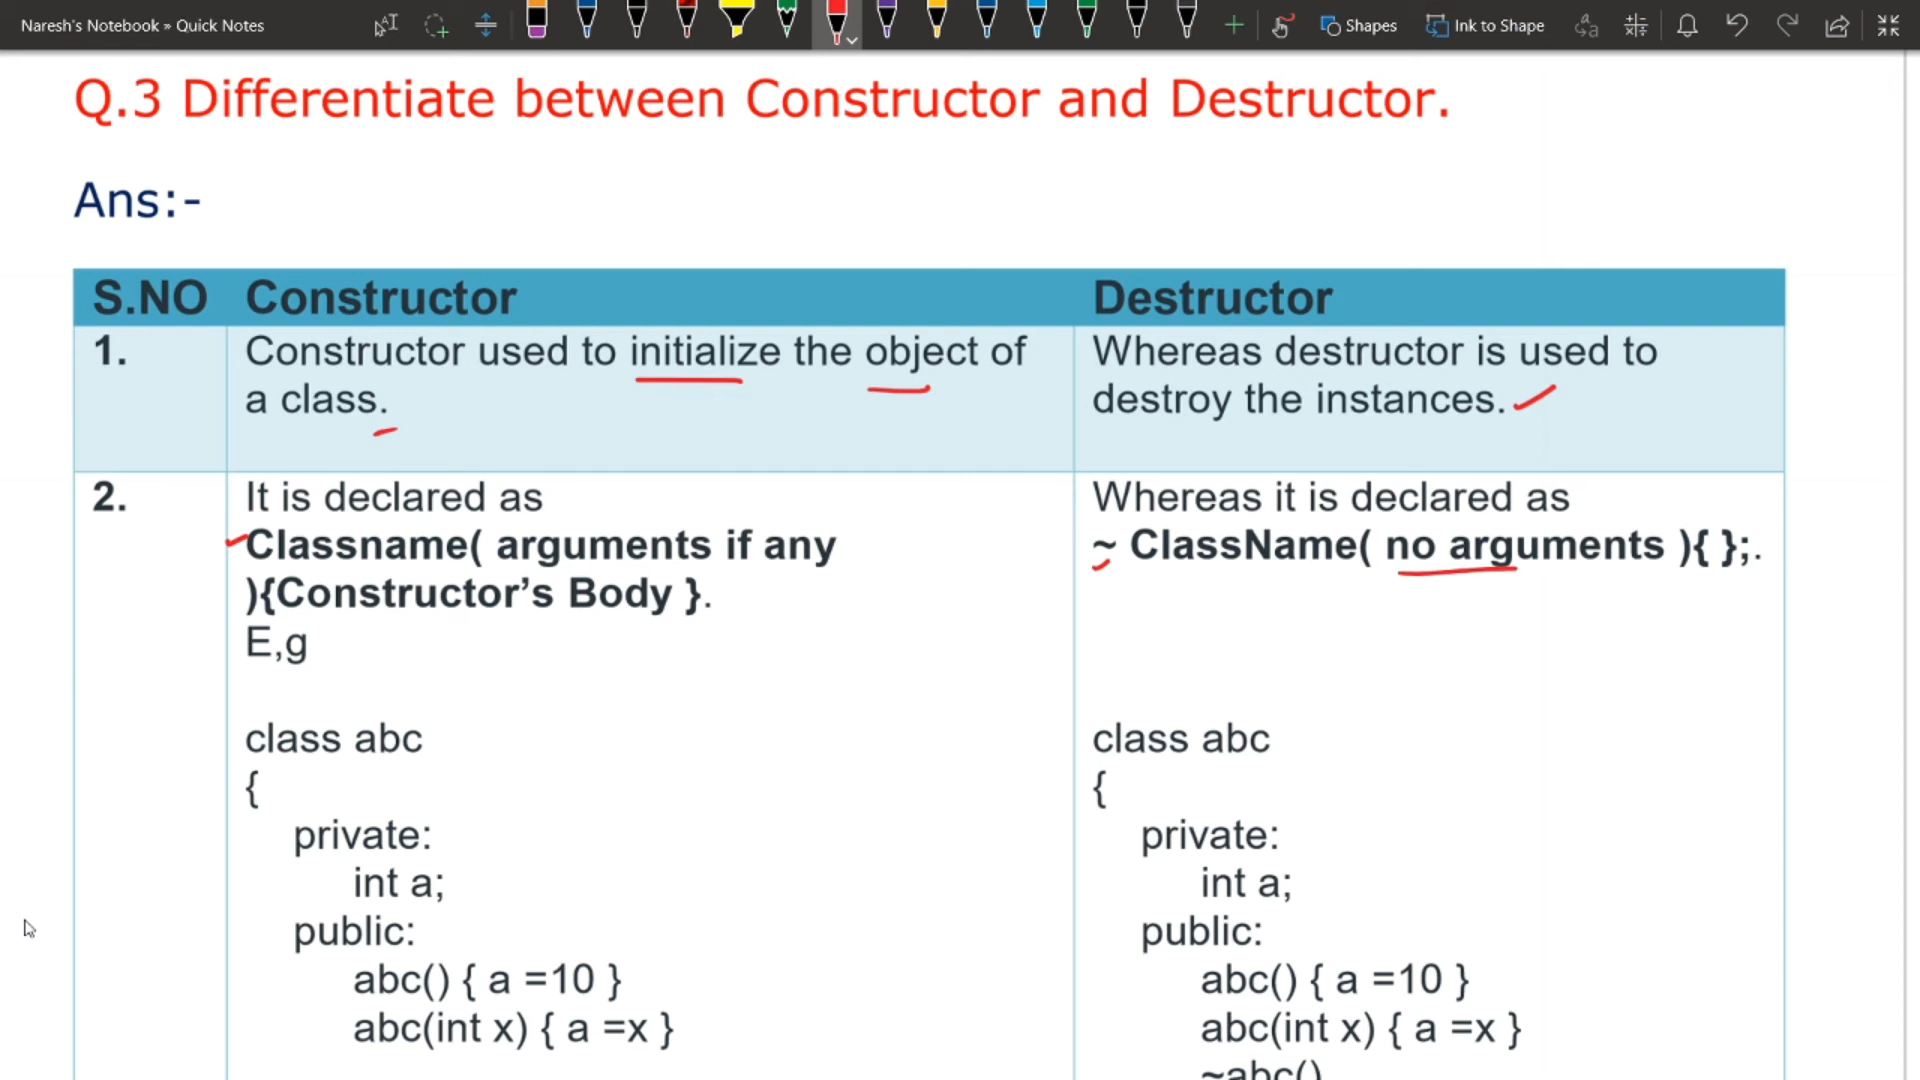 Naresh's Notebook » Quick Notes
Shapes
Ink to Shape
Q.3 Differentiate between Constructor and Destructor.
Ans:-
S.NO Constructor Destructor
1. Constructor used to initialize the object of
a class.
Whereas destructor is used to
destroy the instances.
2. It is declared as
Classname( arguments if any
){Constructor’s Body }.
E,g
class abc
{
private:
int a;
public:
abc() { a =10 }
abc(int x) { a =x }
Whereas it is declared as
~ ClassName( no arguments ){ };.
class abc
{
private:
int a;
public:
abc() { a =10 }
abc(int x) { a =x }
~abc()